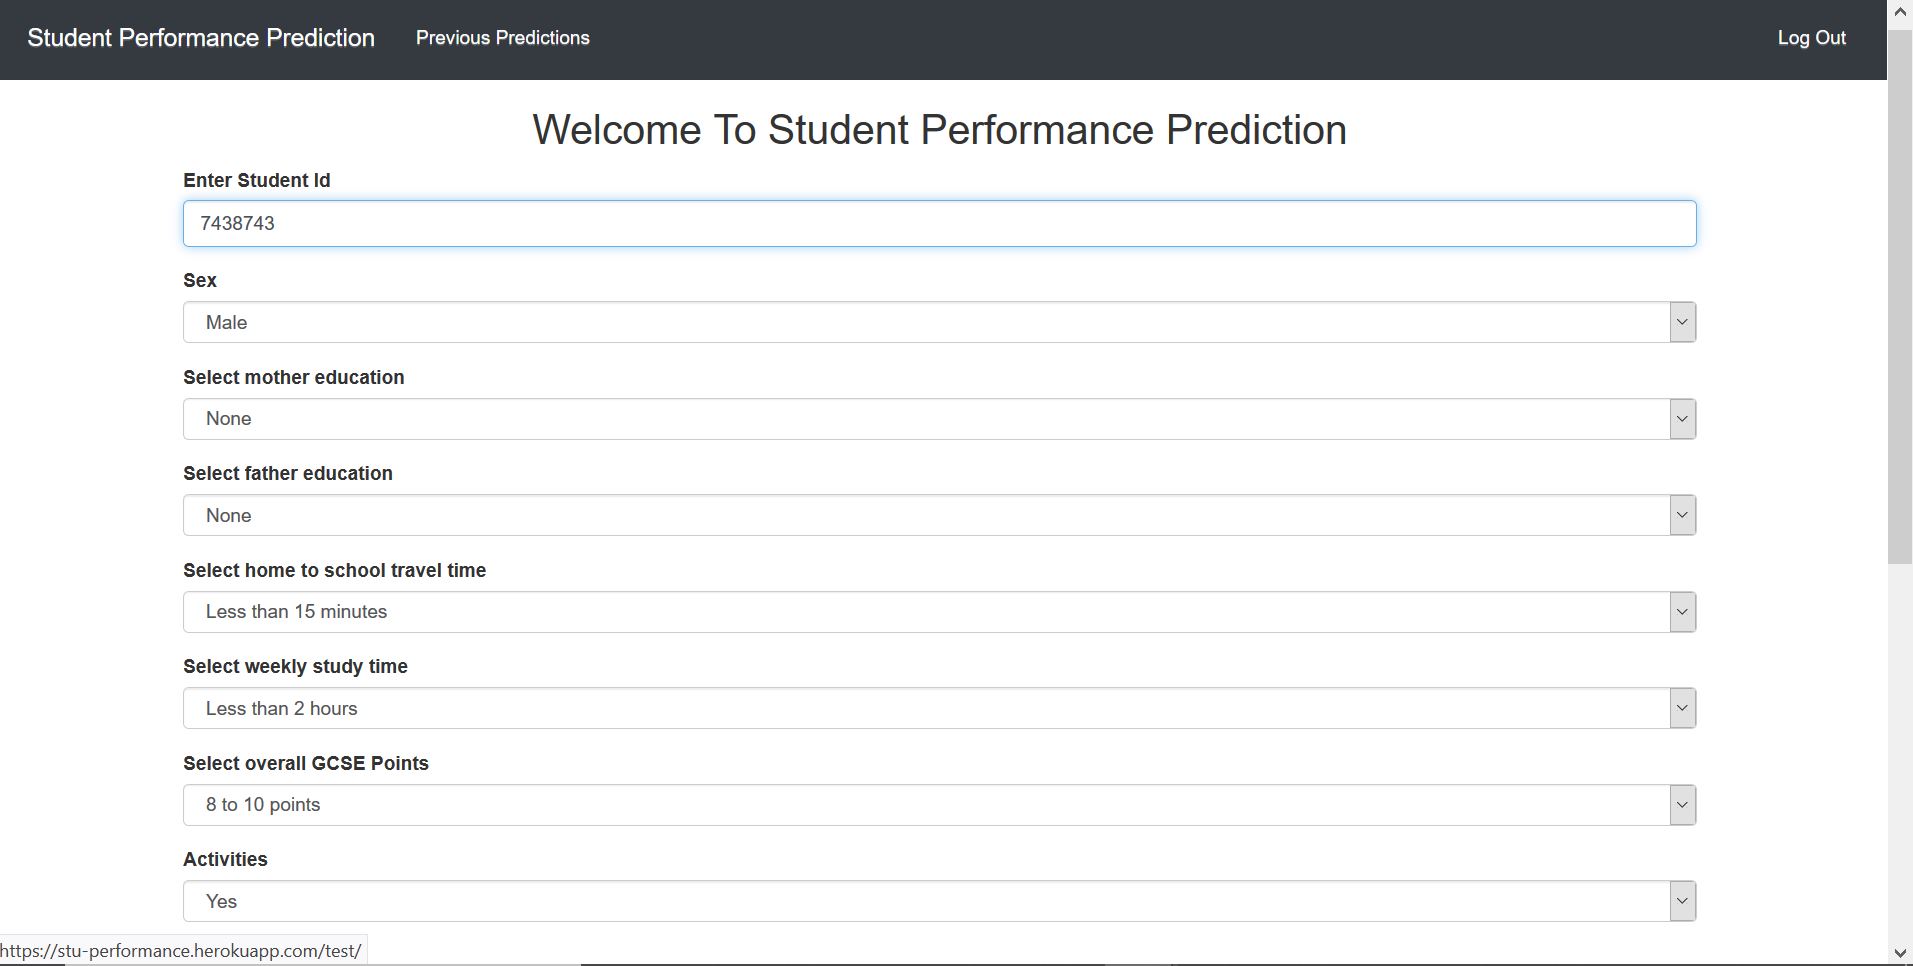 Student Performance Prediction Previous Predictions Log Out
Welcome To Student Performance Prediction
Enter Student Id
7438743
Sex
Male
Select mother education
None
Select father education
None
Select home to school travel time
Less than 15 minutes
Select weekly study time
Less than 2 hours
Select overall GCSE Points
8 to 10 points
Activities
Yes
https://stu-performance.herokuapp.com/test/